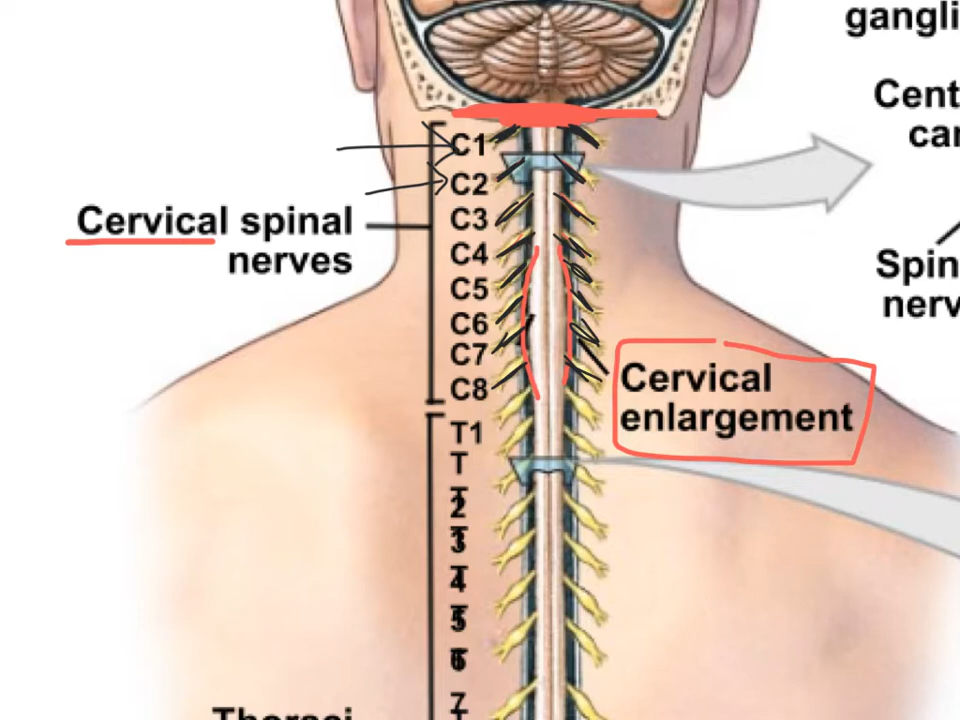 gangli
Cent
car
C1
C2
Cervical spinal
nerves
C3
C4
C5
C6
C7
C8
Spin
nerv
Cervical
enlargement
T1
T
T
2
T
3
T
4
T
5
T
6
7
T
Thoraci